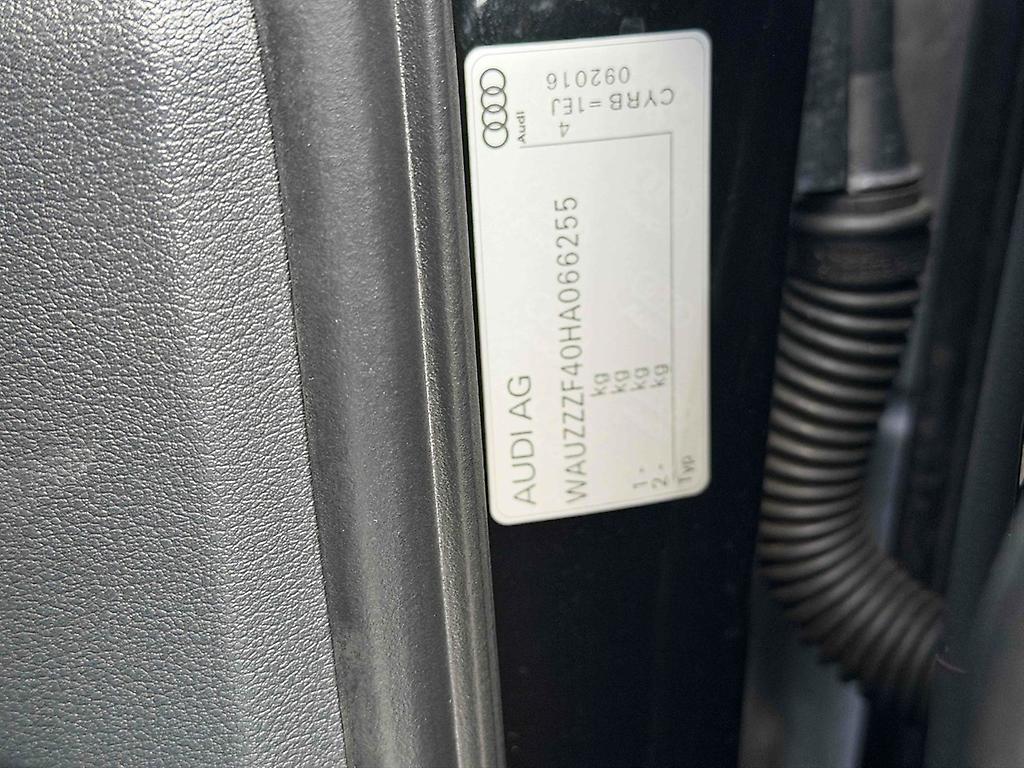 AUDI AG
WAUZZZF40HA066255
kg
kg
1- kg
2- kg
Typ
Audi
092016
CYRB =1EJ
4